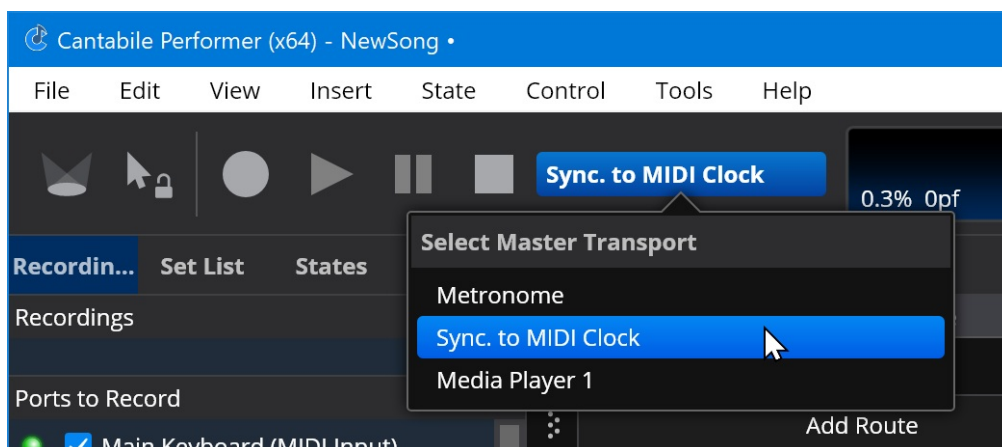 Cantabile Performer (x64) - NewSong •
File Edit View Insert State Control Tools Help
Sync. to MIDI Clock
0.3% 0pf
Select Master Transport
Recordin... Set List States
Metronome
Recordings
Sync. to MIDI Clock
Media Player 1
Ports to Record
Add Route
Main Keyboard (MIDI Input)